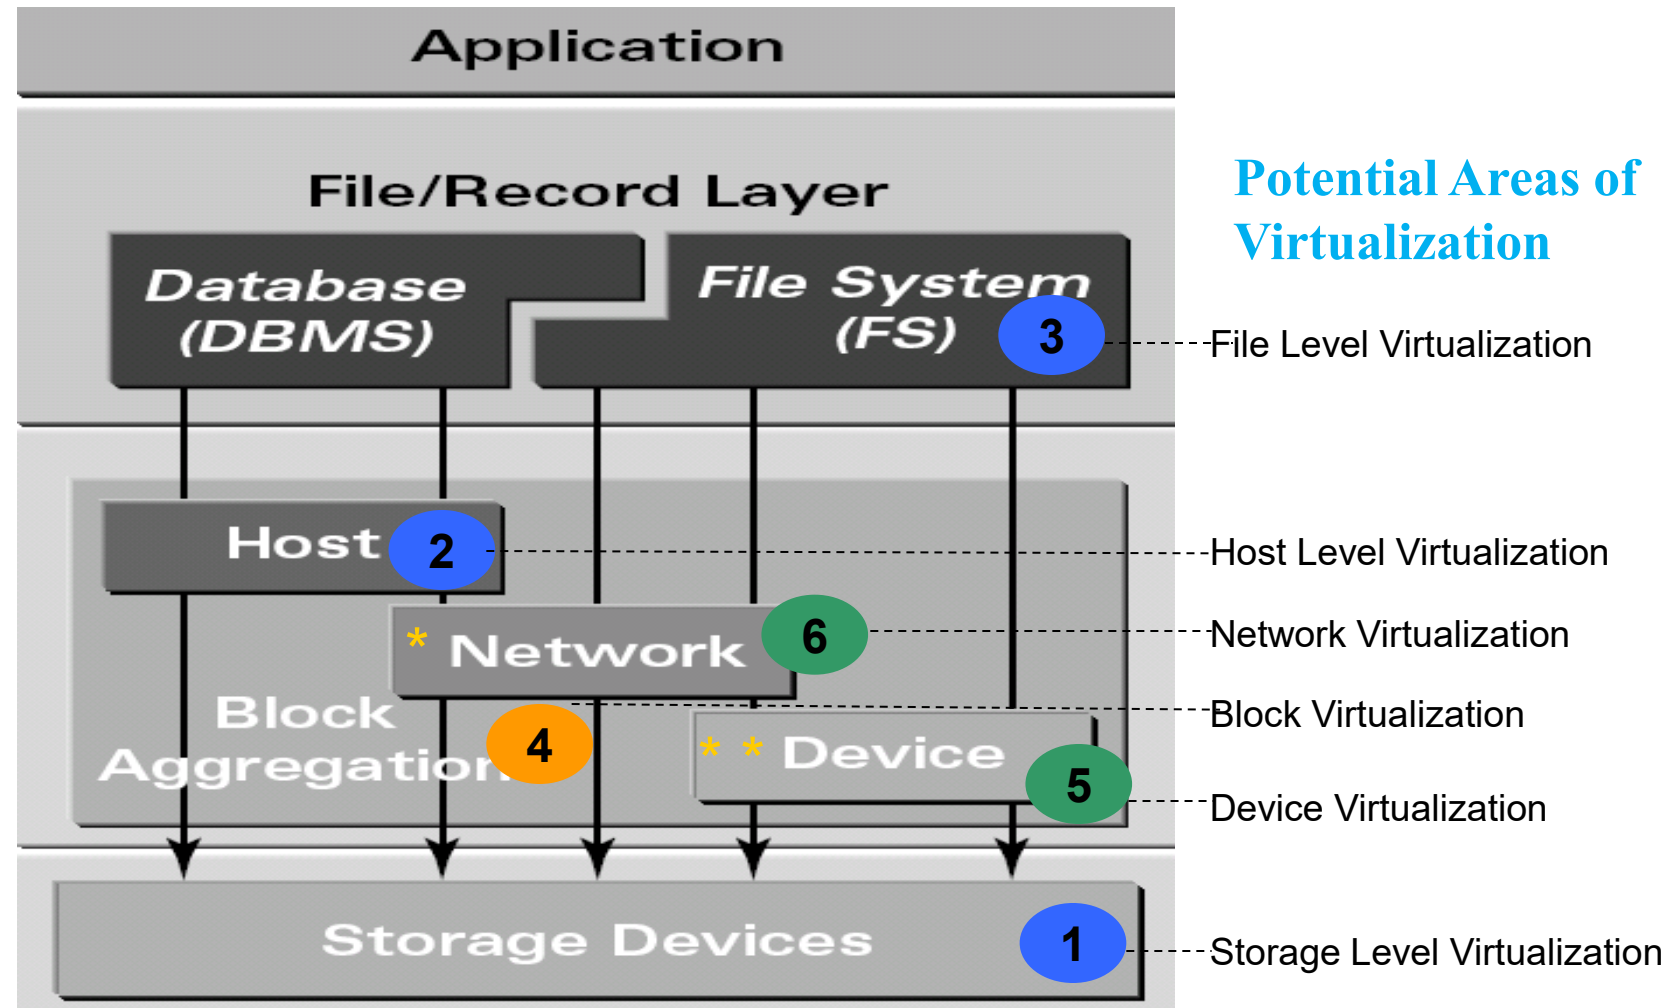 Application
File/Record Layer
Potential Areas of
Virtualization
Database
(DBMS)
File System
(FS)
3
File Level Virtualization
Host
2
Host Level Virtualization
* Network
6
Network Virtualization
Block
Aggregation
4
Block Virtualization
* * Device
5
Device Virtualization
Storage Devices
1
Storage Level Virtualization